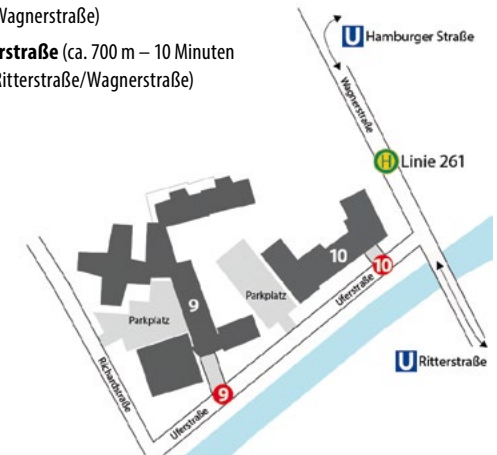 Wagnerstraße)
rstraße (ca. 700 m – 10 Minuten
Ritterstraße/Wagnerstraße)
U Hamburger Straße
Wagnerstraße
H Linie 261
10
10
9
Parkplatz
Uferstraße
Parkplatz
U Ritterstraße
Richardstraße
9
Uferstraße